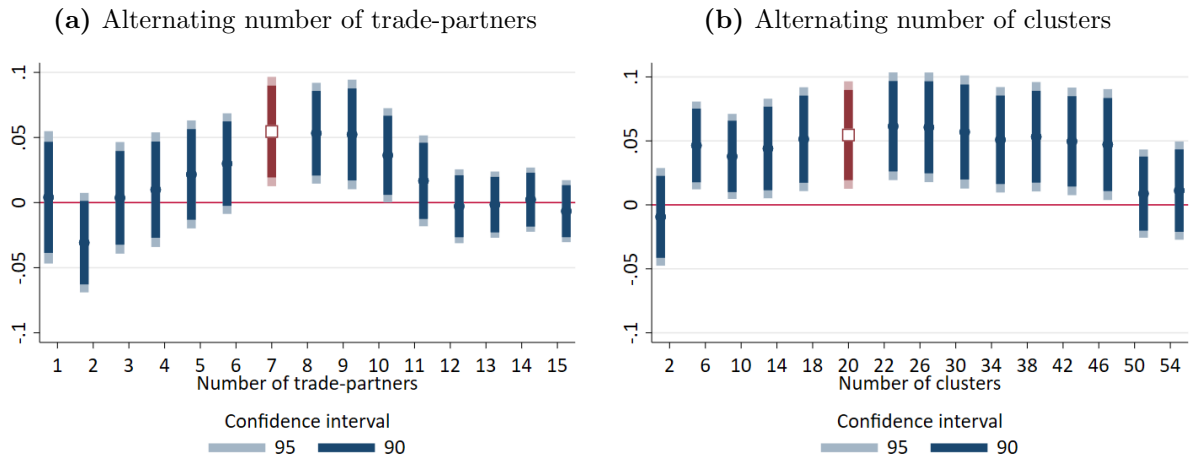 (a) Alternating number of trade-partners
.1
.05
0
-.05
-.1
1 2 3 4 5 6 7 8 9 10 11 12 13 14 15
Number of trade-partners
Confidence interval
95 90
(b) Alternating number of clusters
.1
.05
0
-.05
-.1
2 6 10 14 18 20 22 23 26 30 34 38 42 46 50 54
Number of clusters
Confidence interval
95 90